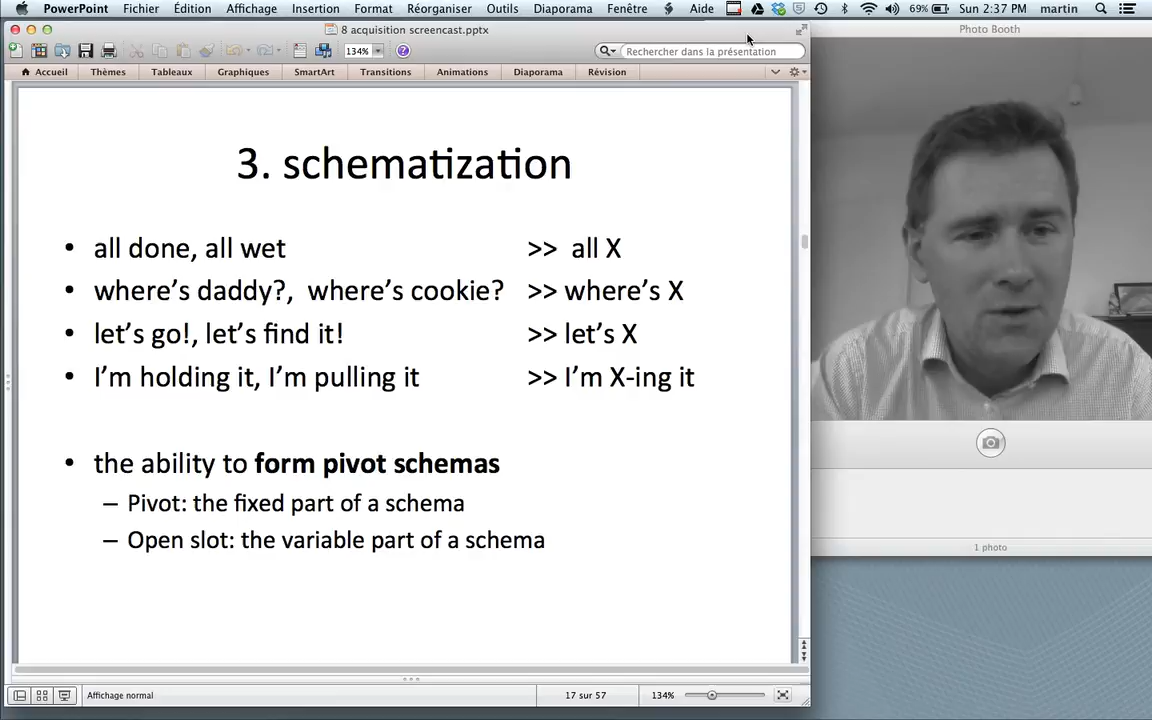 PowerPoint Fichier Édition Affichage Insertion Format Réorganiser Outils Diaporama Fenêtre Aide 69% Sun 2:37 PM martin
8 acquisition screencast.pptx
Photo Booth
134% Rechercher dans la présentation
Accueil Thèmes Tableaux Graphiques SmartArt Transitions Animations Diaporama Révision
3. schematization
• all done, all wet >> all X
• where’s daddy?, where’s cookie? >> where’s X
• let’s go!, let’s find it! >> let’s X
• I’m holding it, I’m pulling it >> I’m X-ing it
• the ability to form pivot schemas
– Pivot: the fixed part of a schema
– Open slot: the variable part of a schema
1 photo
Affichage normal 17 sur 57 134%